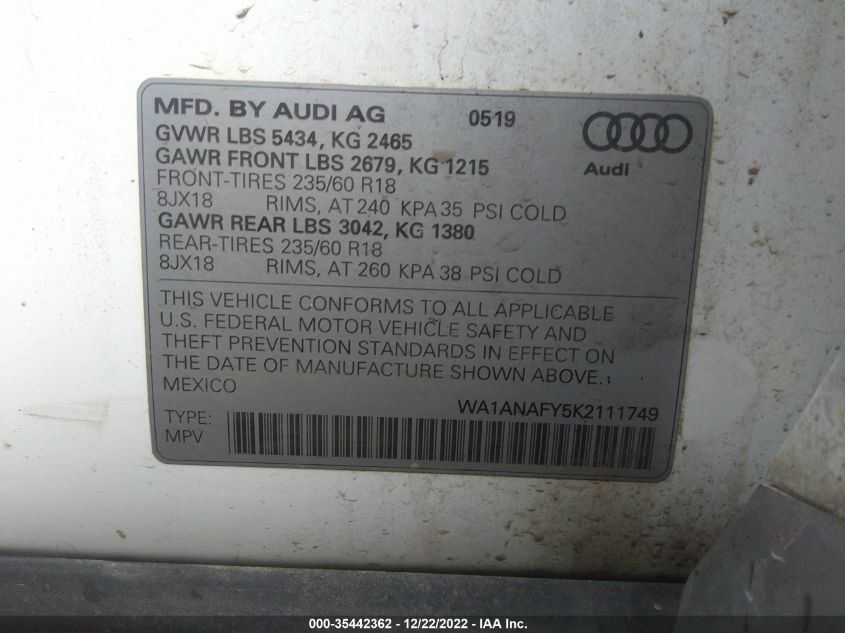 MFD. BY AUDI AG 0519
GVWR LBS 5434, KG 2465
GAWR FRONT LBS 2679, KG 1215 Audi
FRONT-TIRES 235/60 R18
8JX18 RIMS, AT 240 KPA 35 PSI COLD
GAWR REAR LBS 3042, KG 1380
REAR-TIRES 235/60 R18
8JX18 RIMS, AT 260 KPA 38 PSI COLD
THIS VEHICLE CONFORMS TO ALL APPLICABLE
U.S. FEDERAL MOTOR VEHICLE SAFETY AND
THEFT PREVENTION STANDARDS IN EFFECT ON
THE DATE OF MANUFACTURE SHOWN ABOVE.
MEXICO
WA1ANAFY5K2111749
TYPE:
MPV
000-35442362 - 12/22/2022 - IAA Inc.